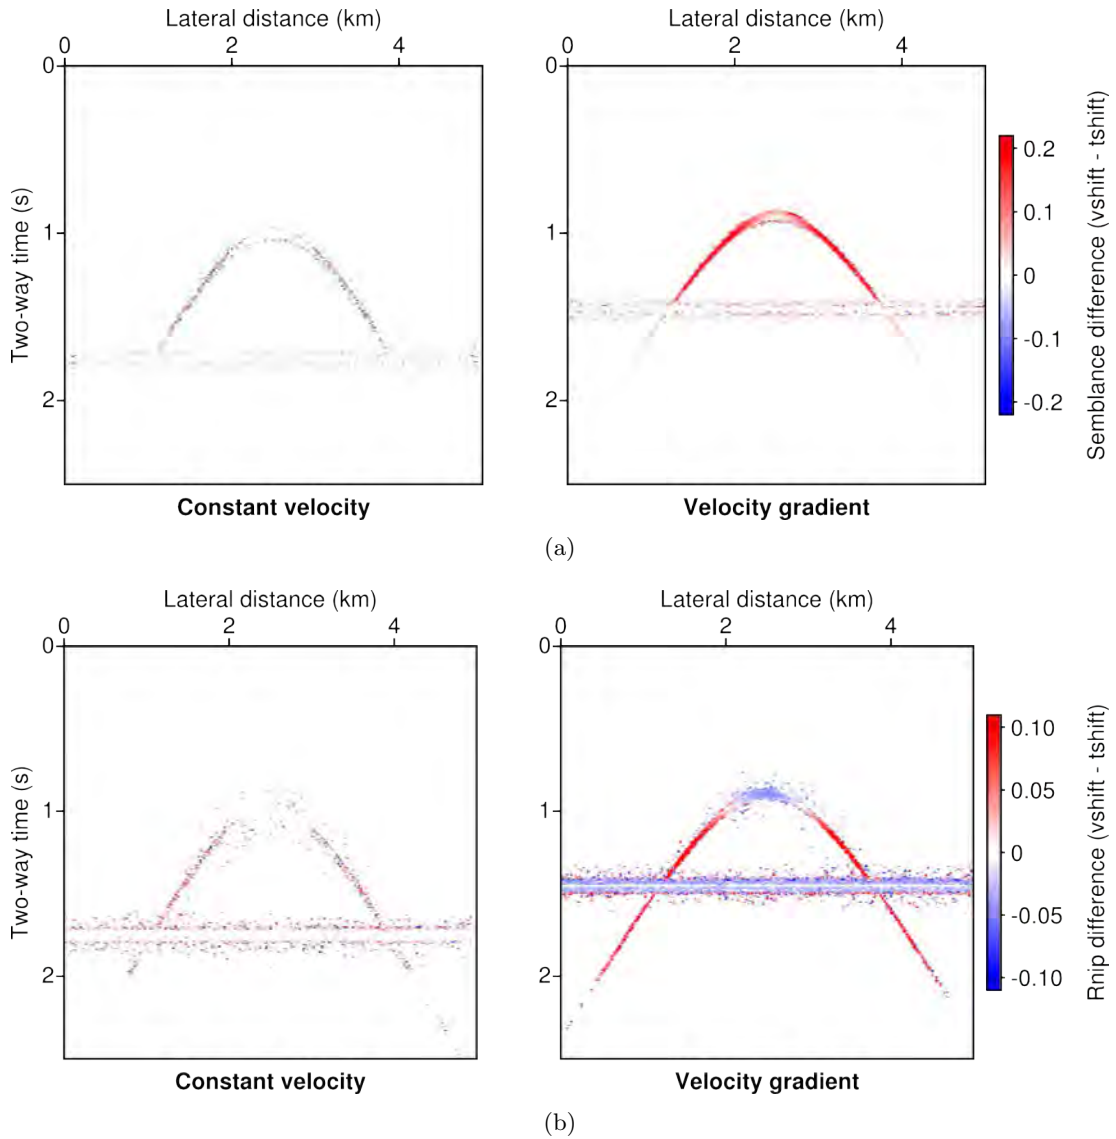 Lateral distance (km)
Lateral distance (km)
0 2 4
0 2 4
0
1
2
Two-way time (s)
0
1
2
0.2
0.1
0
-0.1
-0.2
Semblance difference (vshift - tshift)
Constant velocity
Velocity gradient
(a)
Lateral distance (km)
Lateral distance (km)
0 2 4
0 2 4
0
1
2
Two-way time (s)
0
1
2
0.10
0.05
0
-0.05
-0.10
Rnip difference (vshift - tshift)
Constant velocity
Velocity gradient
(b)